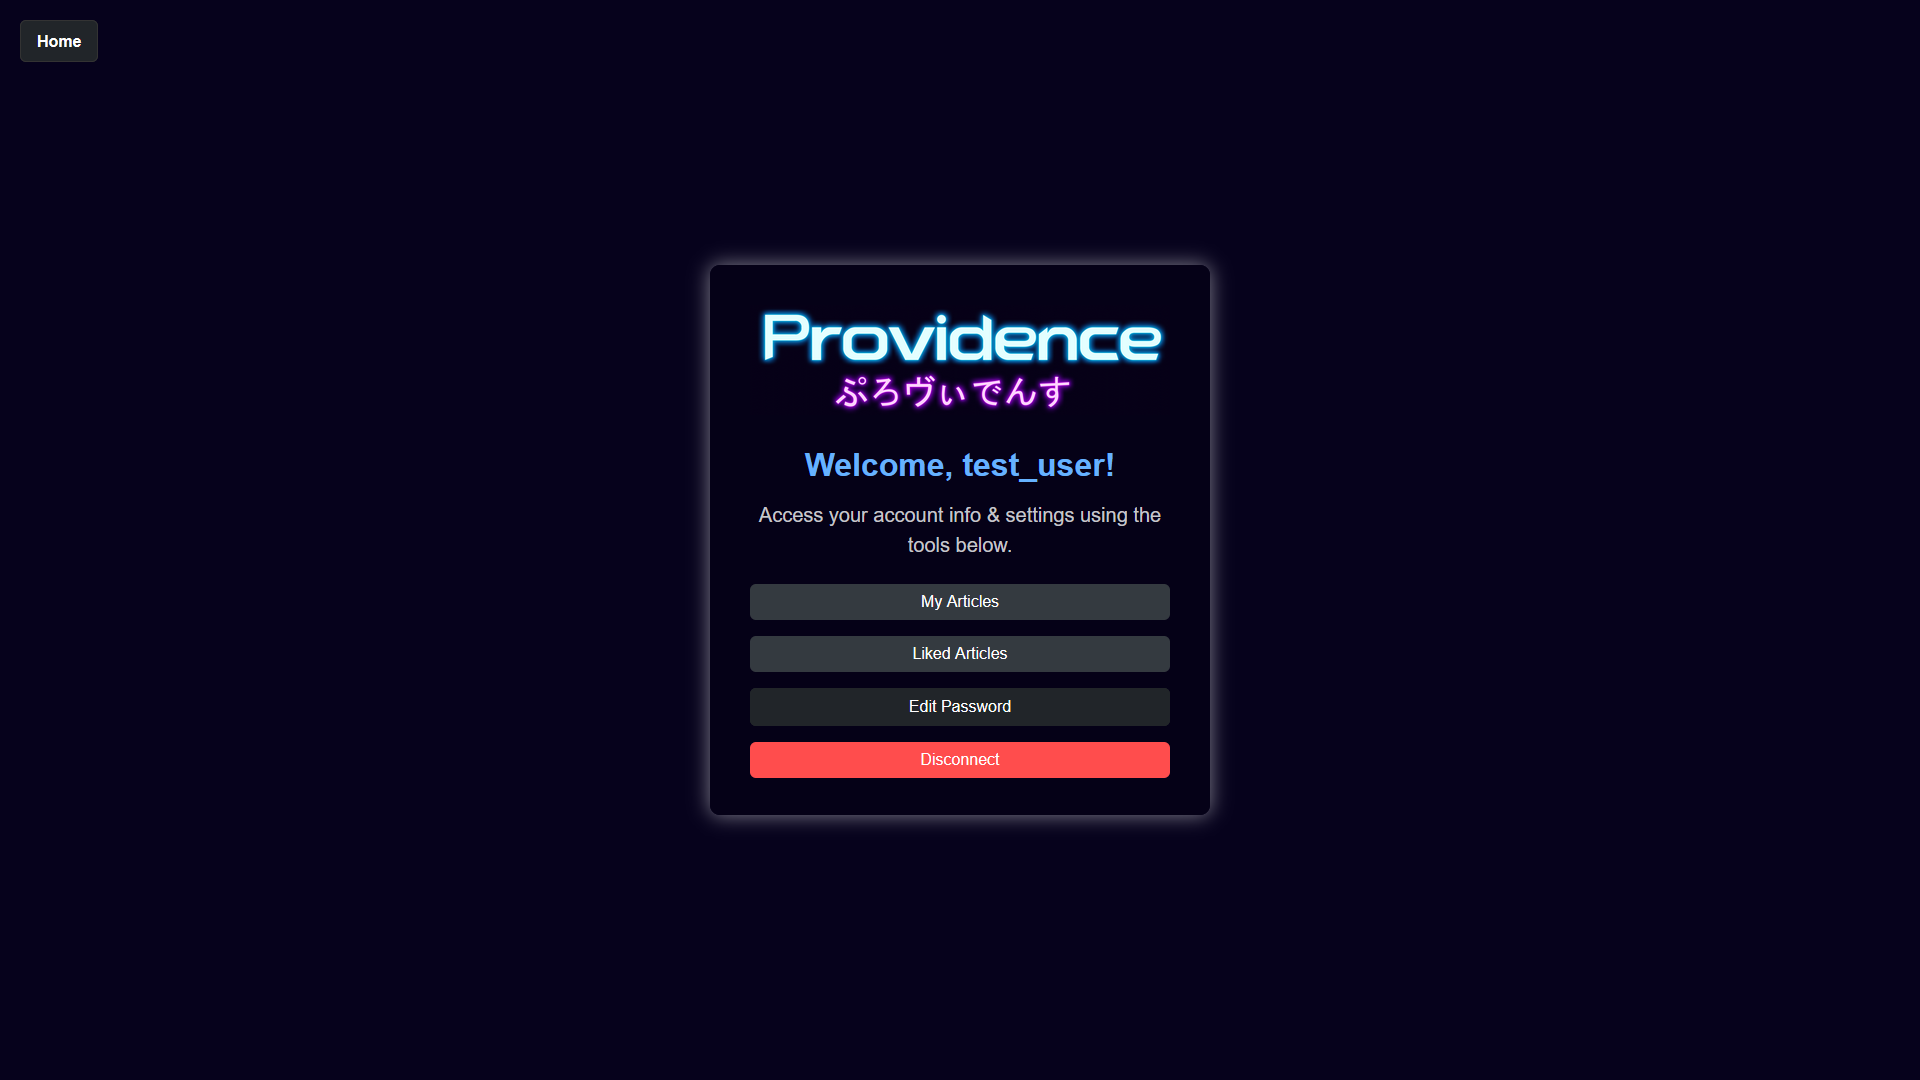 Home
Providence
ぷろヴぃでんす
Welcome, test_user!
Access your account info & settings using the
tools below.
My Articles
Liked Articles
Edit Password
Disconnect